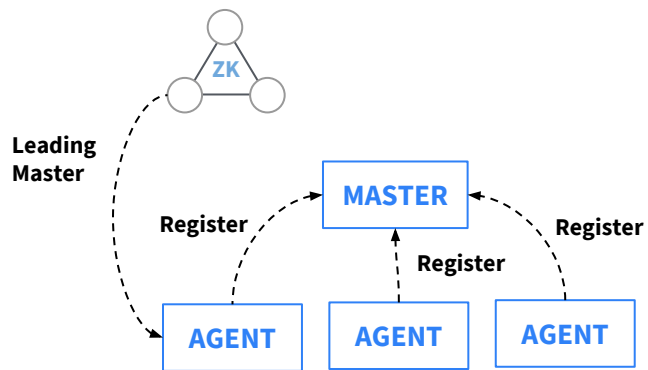 ZK
Leading
Master
MASTER
Register
Register
Register
AGENT
AGENT
AGENT